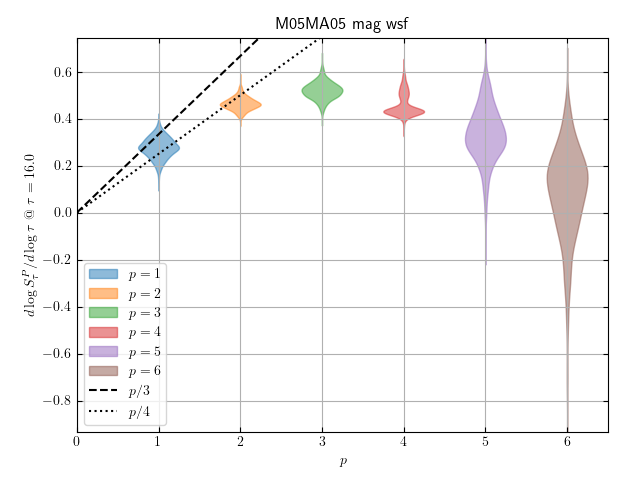 M05MA05 mag wsf
d log S_τ^P / d log τ @ τ = 16.0
0.6
0.4
0.2
0.0
−0.2
−0.4
−0.6
−0.8
p = 1
p = 2
p = 3
p = 4
p = 5
p = 6
p/3
p/4
0 1 2 3 4 5 6
p